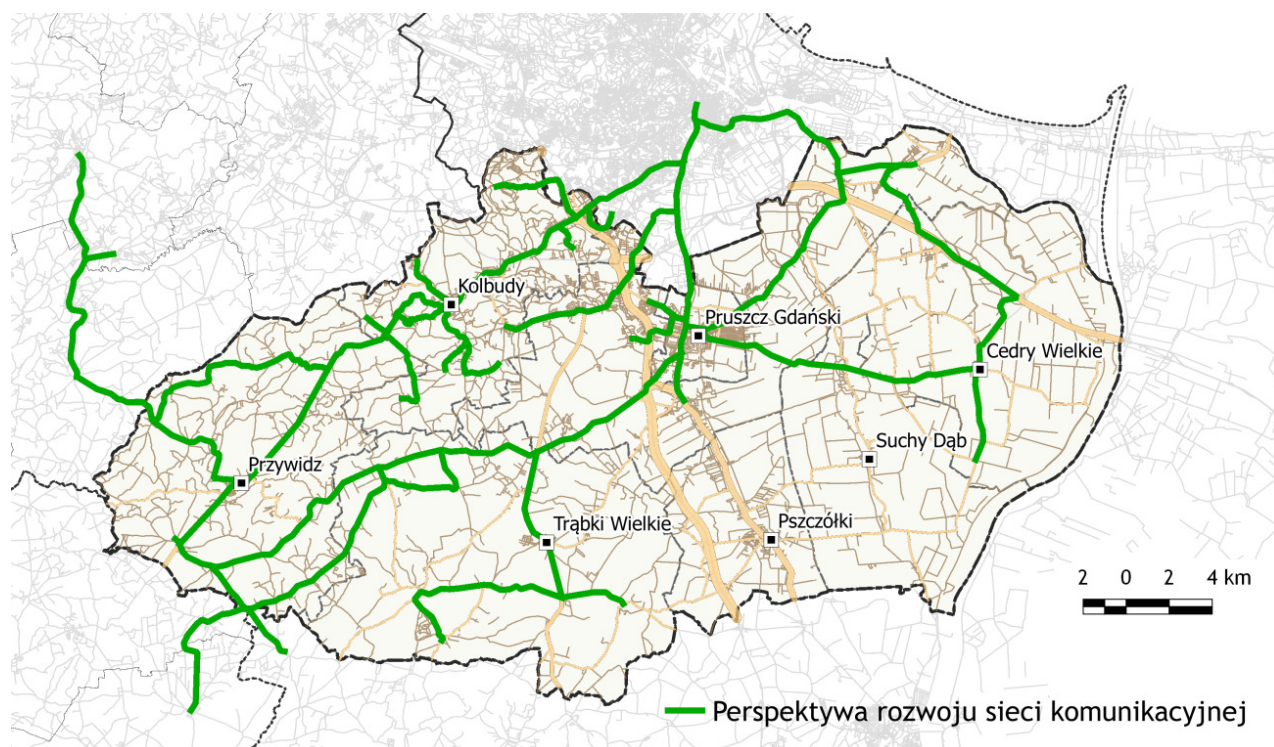 Kolbudy
Pruszcz Gdański
Cedry Wielkie
Suchy Dąb
Przywidz
Trąbki Wielkie
Pszczółki
2 0 2 4 km
Perspektywa rozwoju sieci komunikacyjnej